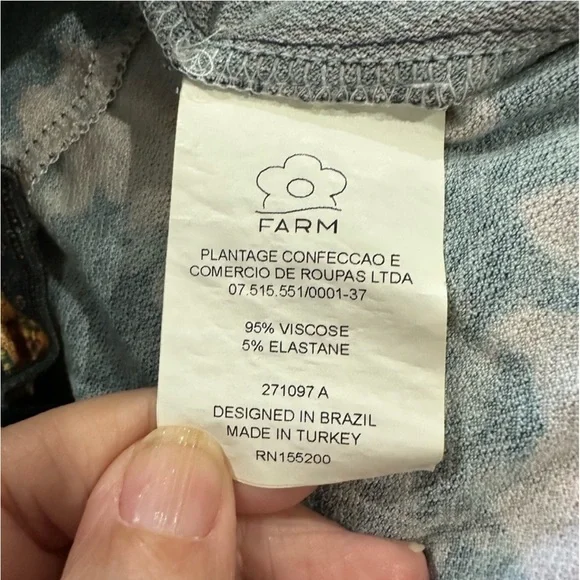 FARM
PLANTAGE CONFECCAO E
COMERCIO DE ROUPAS LTDA
07.515.551/0001-37
95% VISCOSE
5% ELASTANE
271097 A
DESIGNED IN BRAZIL
MADE IN TURKEY
RN155200